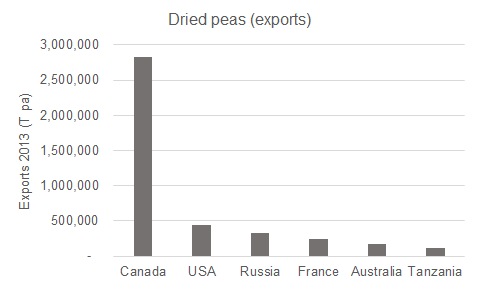 Dried peas (exports)
Exports 2013 (T pa)
3,000,000
2,500,000
2,000,000
1,500,000
1,000,000
500,000
-
Canada USA Russia France Australia Tanzania